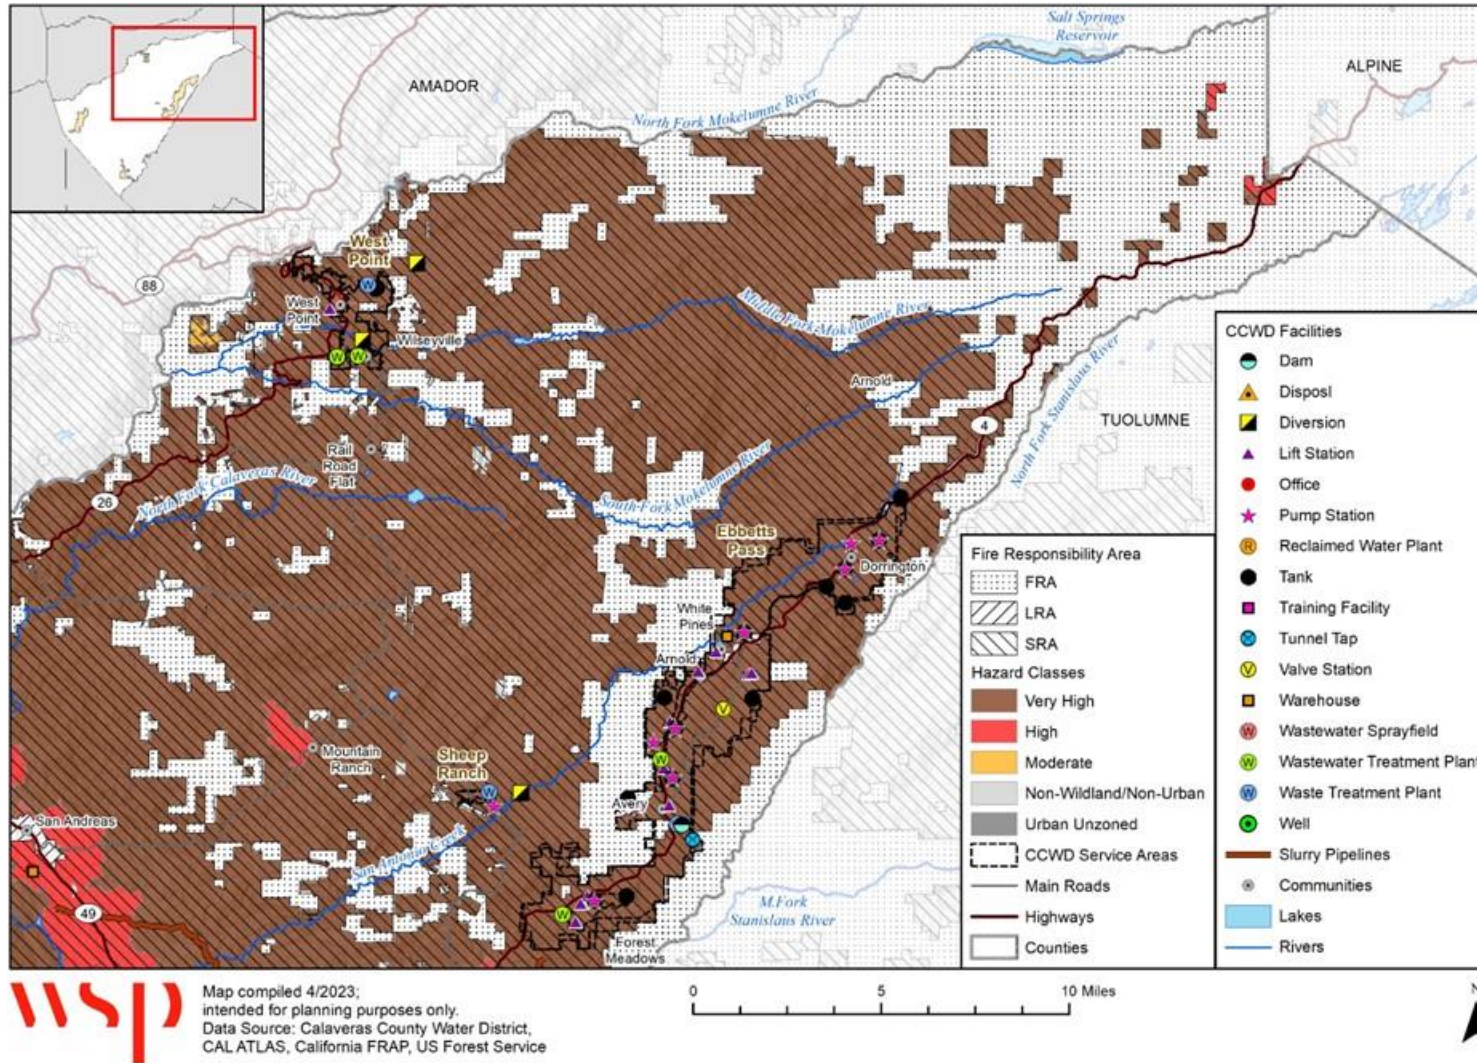 Salt Springs
Reservoir
ALPINE
AMADOR
North Fork Mokelumne River
West
Point
88
West
Point
Wilseyville
Middle Fork Mokelumne River
Arnold
North Fork Stanislaus River
TUOLUMNE
4
Rail
Road
Flat
North Fork Calaveras River
26
South Fork Mokelumne River
Ebbetts
Pass
Dorrington
White
Pines
Arnold
Mountain
Ranch
Sheep
Ranch
Avery
San Andreas
San Antonio Creek
49
M.Fork
Stanislaus River
Forest
Meadows
Fire Responsibility Area
FRA
LRA
SRA
Hazard Classes
Very High
High
Moderate
Non-Wildland/Non-Urban
Urban Unzoned
CCWD Service Areas
Main Roads
Highways
Counties
CCWD Facilities
Dam
Disposl
Diversion
Lift Station
Office
Pump Station
R Reclaimed Water Plant
Tank
Training Facility
Tunnel Tap
V Valve Station
Warehouse
W Wastewater Sprayfield
W Wastewater Treatment Plant
W Waste Treatment Plant
Well
Slurry Pipelines
Communities
Lakes
Rivers
wsp
Map compiled 4/2023;
intended for planning purposes only.
Data Source: Calaveras County Water District,
CAL ATLAS, California FRAP, US Forest Service
0 5 10 Miles
N